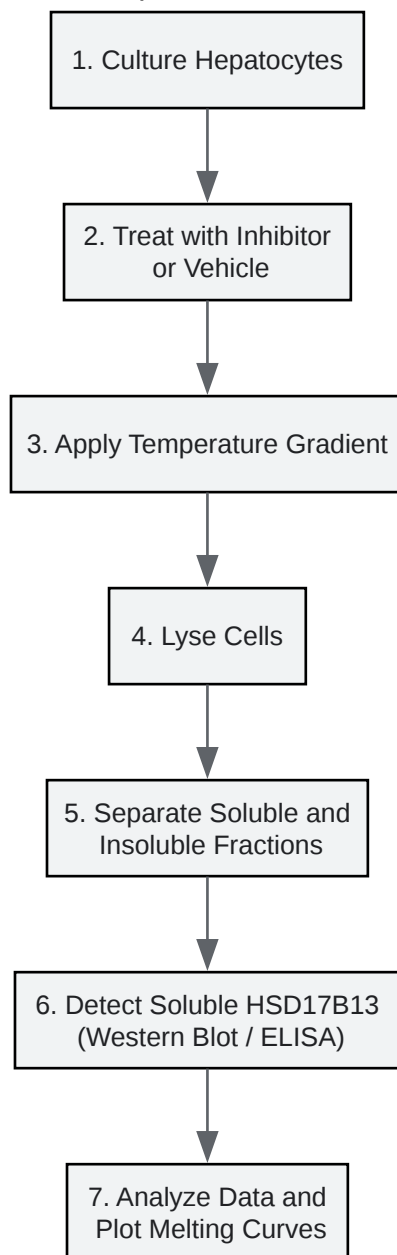 1. Culture Hepatocytes
2. Treat with Inhibitor
or Vehicle
3. Apply Temperature Gradient
4. Lyse Cells
5. Separate Soluble and
Insoluble Fractions
6. Detect Soluble HSD17B13
(Western Blot / ELISA)
7. Analyze Data and
Plot Melting Curves